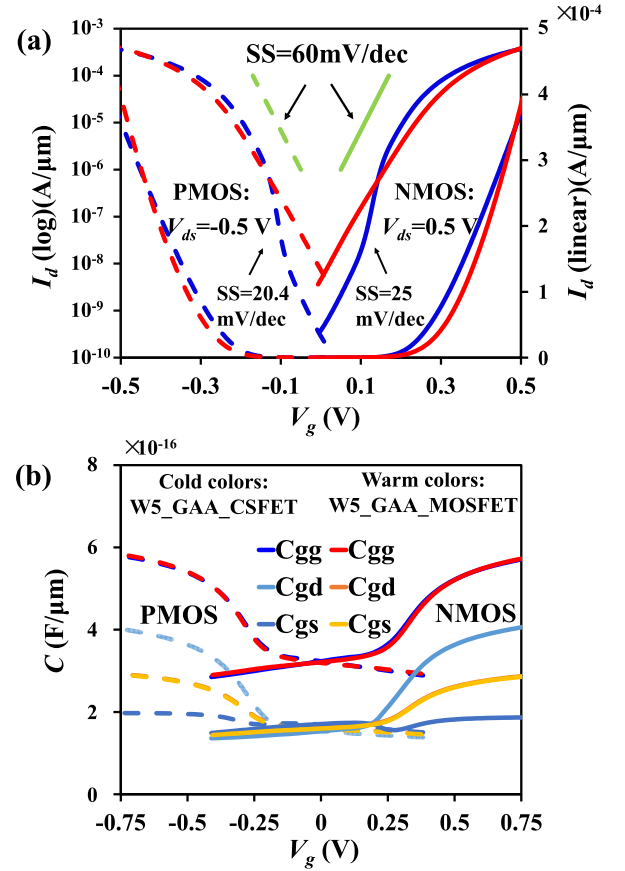 (a)
×10⁻⁴
10⁻³
10⁻⁴
10⁻⁵
10⁻⁶
10⁻⁷
10⁻⁸
10⁻⁹
10⁻¹⁰
I_d (log)(A/μm)
SS=60mV/dec
PMOS:
V_ds=-0.5 V
NMOS:
V_ds=0.5 V
SS=20.4
mV/dec
SS=25
mV/dec
5
4
3
2
1
0
I_d (linear)(A/μm)
-0.5 -0.3 -0.1 0.1 0.3 0.5
V_g (V)
×10⁻¹⁶
(b)
8
6
4
2
0
C (F/μm)
Cold colors:
W5_GAA_CSFET
Warm colors:
W5_GAA_MOSFET
Cgg Cgg
Cgd Cgd
Cgs Cgs
PMOS
NMOS
-0.75 -0.5 -0.25 0 0.25 0.5 0.75
V_g (V)